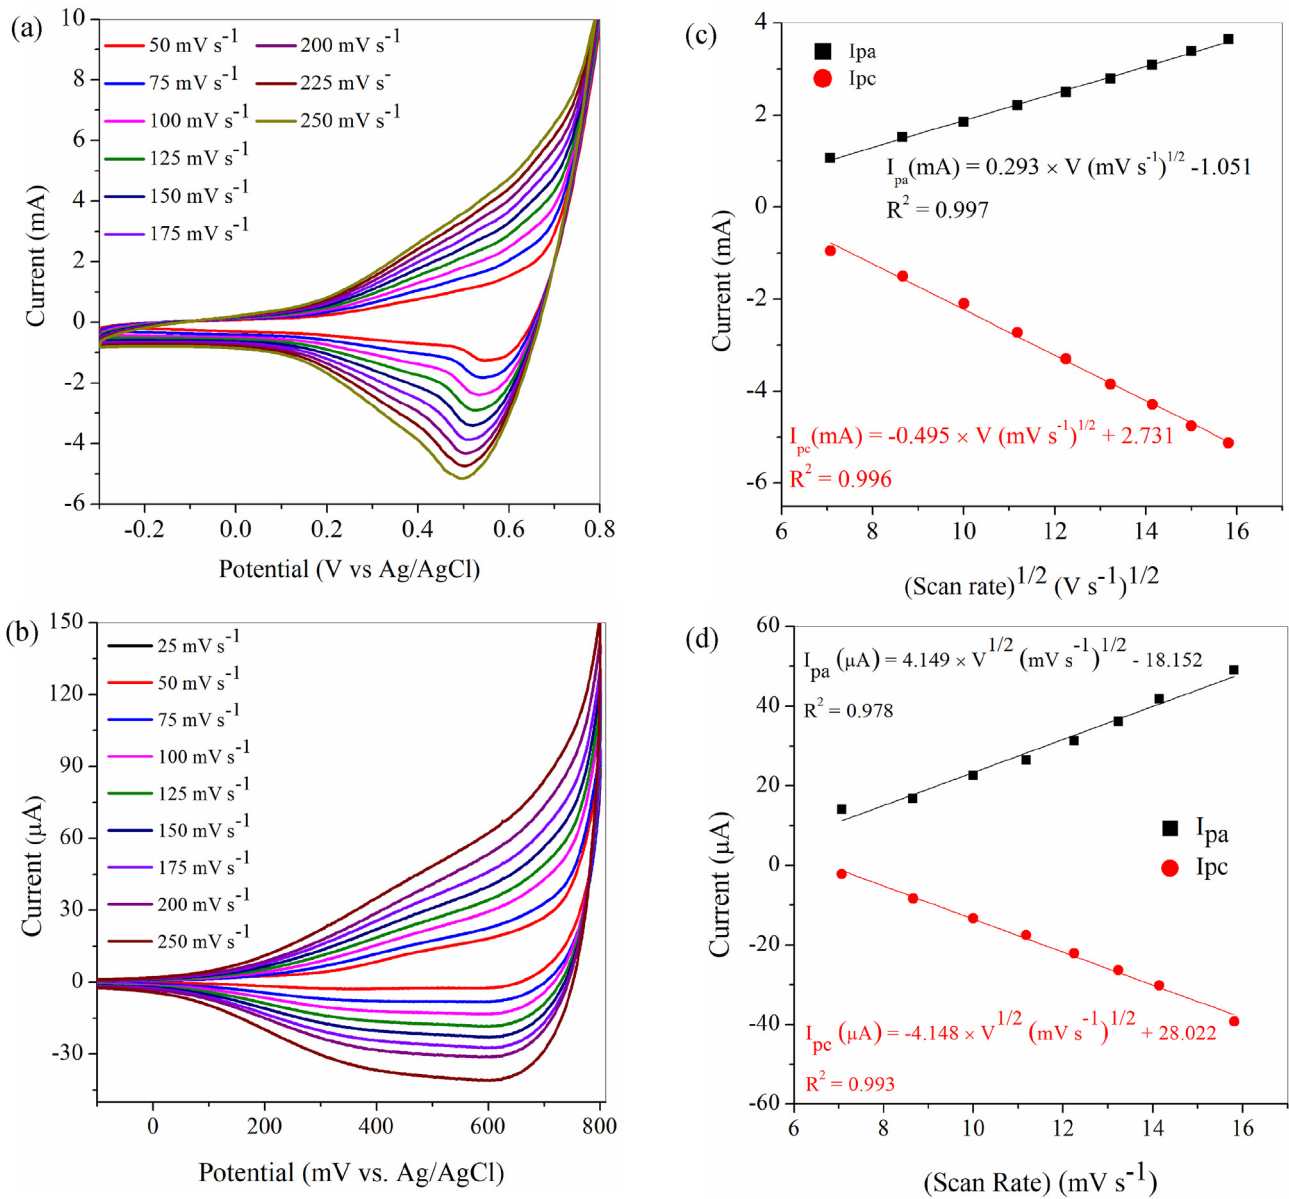 (a)
10
8
6
4
2
0
-2
-4
-6
Current (mA)
50 mV s-1
75 mV s-1
100 mV s-1
125 mV s-1
150 mV s-1
175 mV s-1
200 mV s-1
225 mV s-
250 mV s-1
-0.2 0.0 0.2 0.4 0.6 0.8
Potential (V vs Ag/AgCl)
(c)
4
2
0
-2
-4
-6
Current (mA)
Ipa
Ipc
Ipa(mA) = 0.293 × V (mV s-1)1/2 -1.051
R2 = 0.997
Ipc(mA) = -0.495 × V (mV s-1)1/2 + 2.731
R2 = 0.996
6 8 10 12 14 16
(Scan rate)1/2 (V s-1)1/2
(b)
150
120
90
60
30
0
-30
Current (µA)
25 mV s-1
50 mV s-1
75 mV s-1
100 mV s-1
125 mV s-1
150 mV s-1
175 mV s-1
200 mV s-1
250 mV s-1
0 200 400 600 800
Potential (mV vs. Ag/AgCl)
(d)
60
40
20
0
-20
-40
-60
Current (µA)
Ipa (µA) = 4.149 × V1/2 (mV s-1)1/2 - 18.152
R2 = 0.978
Ipa
Ipc
Ipc (µA) = -4.148 × V1/2 (mV s-1)1/2 + 28.022
R2 = 0.993
6 8 10 12 14 16
(Scan Rate) (mV s-1)